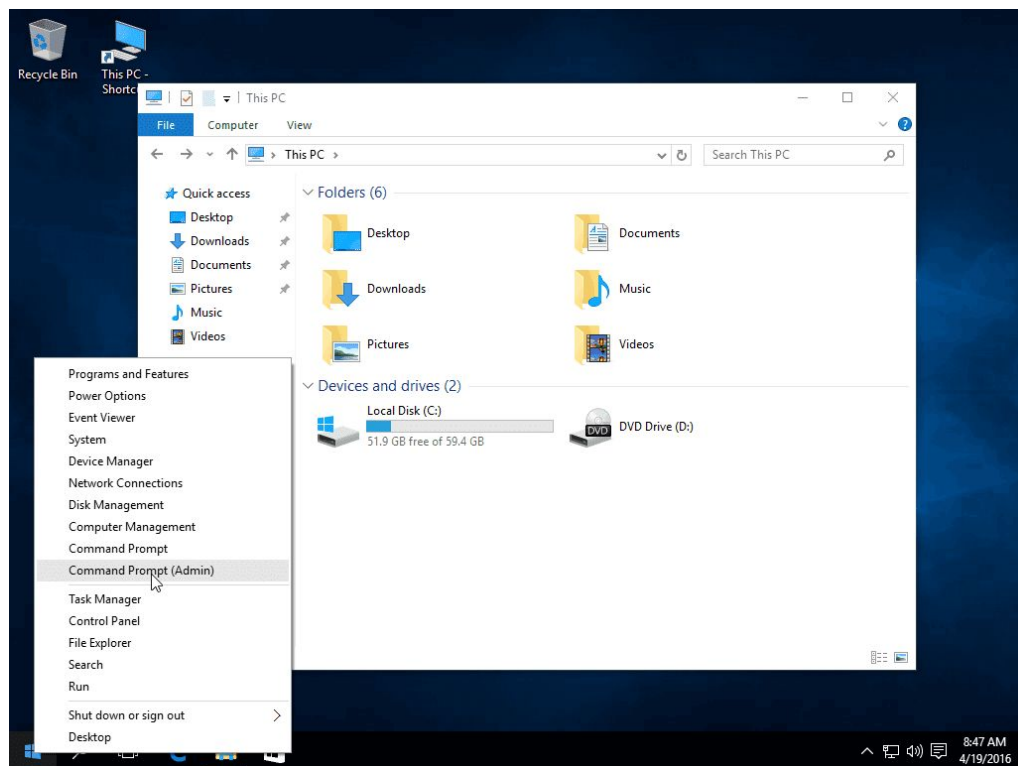 Recycle Bin
This PC -
Shortc
This PC
File Computer View
This PC
Search This PC
Quick access
Desktop
Downloads
Documents
Pictures
Music
Videos
Folders (6)
Desktop
Documents
Downloads
Music
Pictures
Videos
Devices and drives (2)
Local Disk (C:)
51.9 GB free of 59.4 GB
DVD
DVD Drive (D:)
Programs and Features
Power Options
Event Viewer
System
Device Manager
Network Connections
Disk Management
Computer Management
Command Prompt
Command Prompt (Admin)
Task Manager
Control Panel
File Explorer
Search
Run
Shut down or sign out
Desktop
8:47 AM
4/19/2016